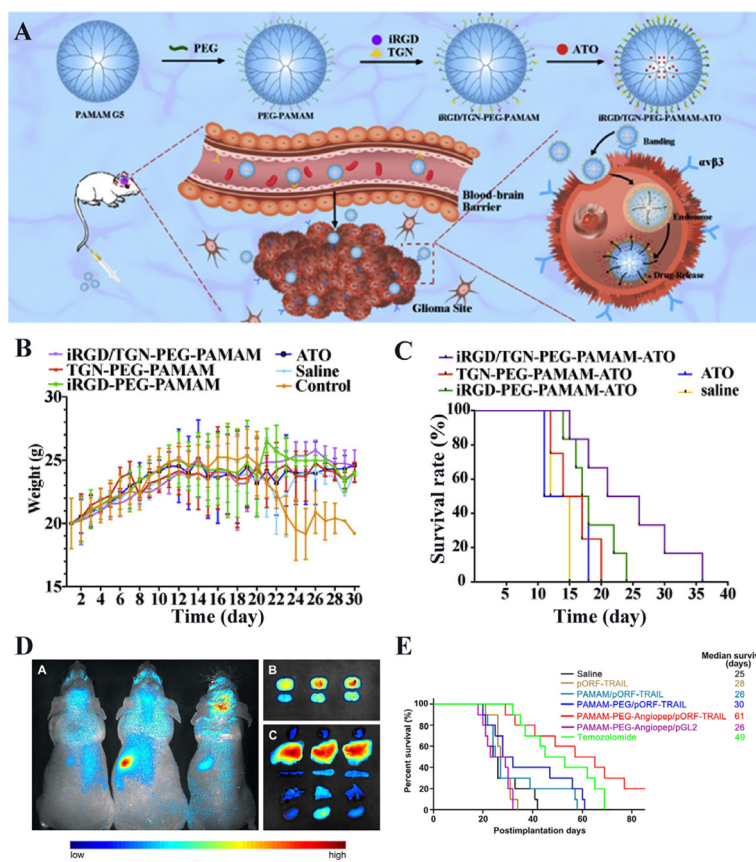 A
PEG
iRGD
TGN
ATO
PAMAM G5
PEG-PAMAM
iRGD/TGN-PEG-PAMAM
iRGD/TGN-PEG-PAMAM-ATO
Banding
αvβ3
Blood-brain
Barrier
Endosome
Drug-Release
Glioma Site
B
iRGD/TGN-PEG-PAMAM
TGN-PEG-PAMAM
iRGD-PEG-PAMAM
ATO
Saline
Control
Weight (g)
30
25
20
15
2 4 6 8 10 12 14 16 18 20 22 24 26 28 30
Time (day)
C
iRGD/TGN-PEG-PAMAM-ATO
TGN-PEG-PAMAM-ATO
iRGD-PEG-PAMAM-ATO
ATO
saline
Survival rate (%)
100
80
60
40
20
0
5 10 15 20 25 30 35 40
Time (day)
D
A
B
C
low
high
E
Median survival
(days)
Saline 25
pORF-TRAIL 28
PAMAM/pORF-TRAIL 26
PAMAM-PEG/pORF-TRAIL 30
PAMAM-PEG-Angiopep/pORF-TRAIL 61
PAMAM-PEG-Angiopep/pGL2 26
Temozolomide 49
Percent survival (%)
100
80
60
40
20
0
0 20 40 60 80
Postimplantation days